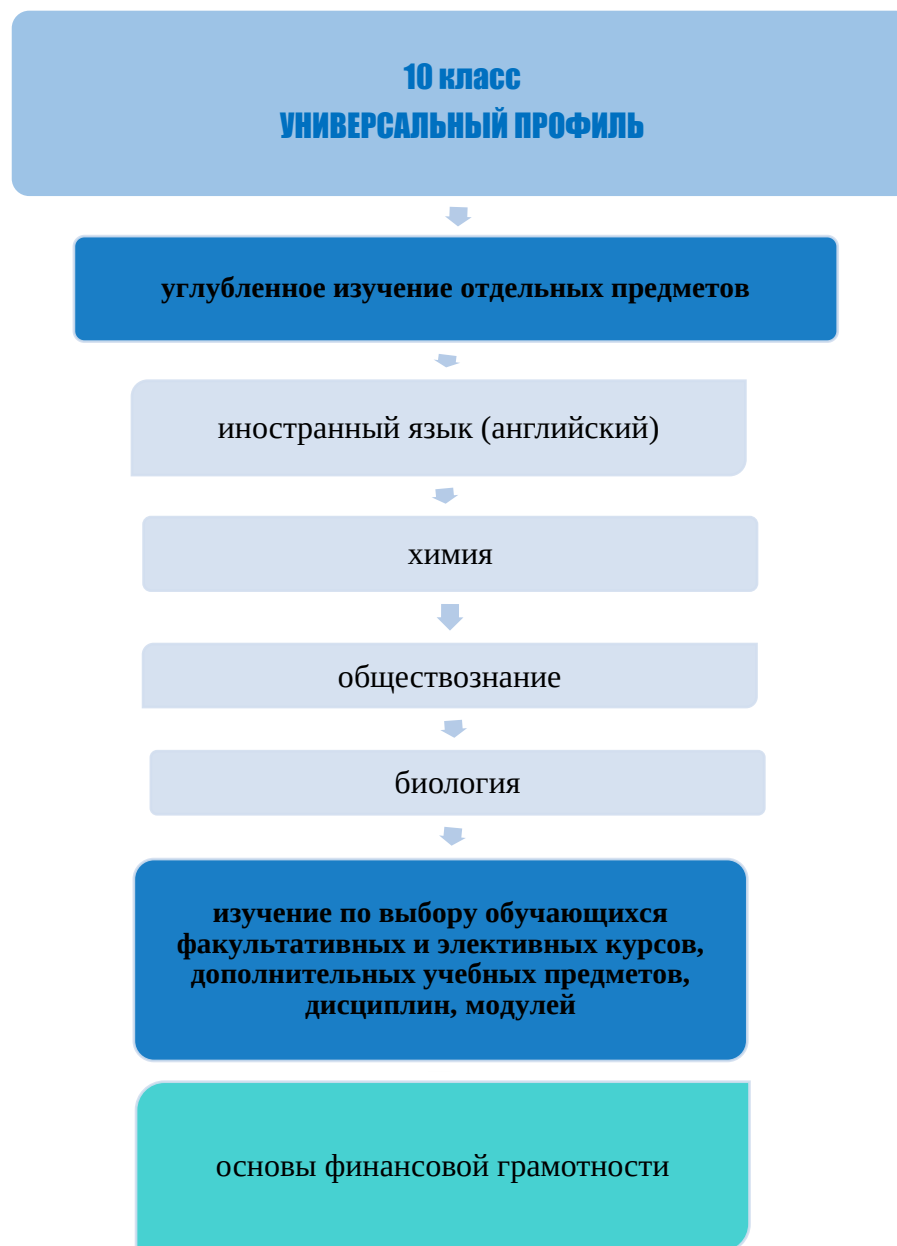 10 класс
УНИВЕРСАЛЬНЫЙ ПРОФИЛЬ
углубленное изучение отдельных предметов
иностранный язык (английский)
химия
обществознание
биология
изучение по выбору обучающихся
факультативных и элективных курсов,
дополнительных учебных предметов,
дисциплин, модулей
основы финансовой грамотности